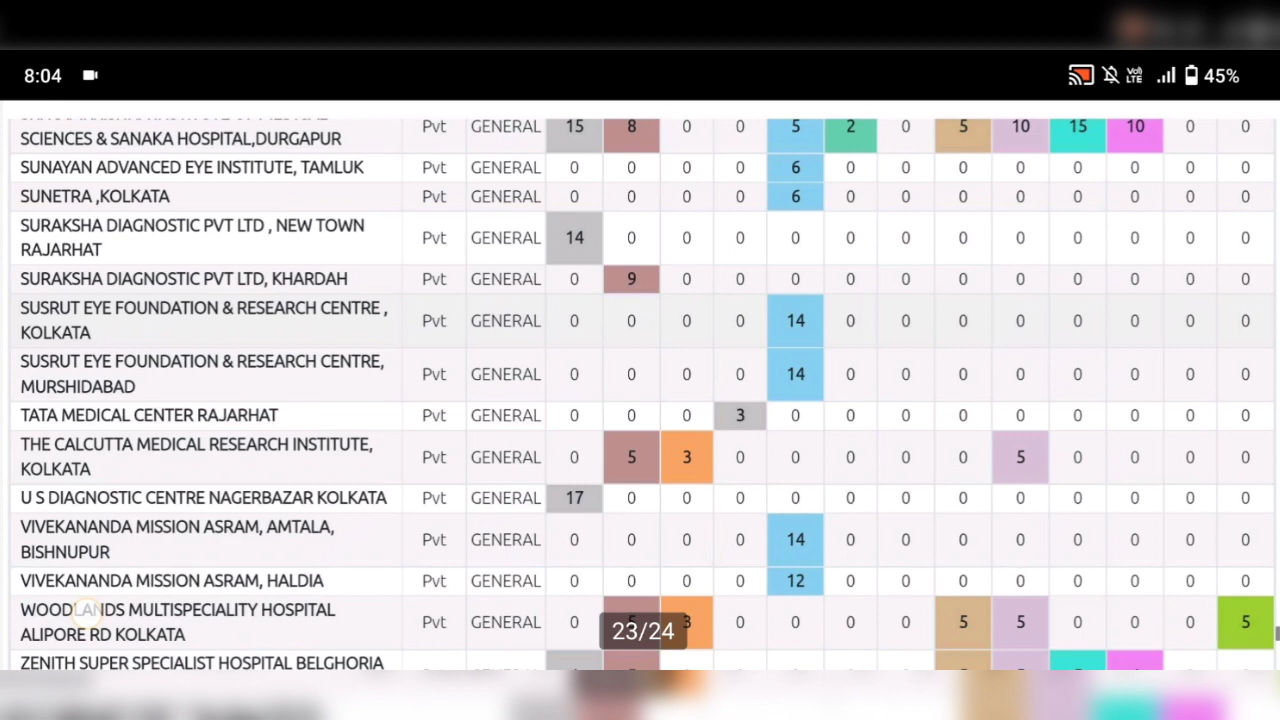 8:04 Vo) LTE 45%
SCIENCES & SANAKA HOSPITAL,DURGAPUR Pvt GENERAL 15 8 0 0 5 2 0 5 10 15 10 0 0
SUNAYAN ADVANCED EYE INSTITUTE, TAMLUK Pvt GENERAL 0 0 0 0 6 0 0 0 0 0 0 0 0
SUNETRA ,KOLKATA Pvt GENERAL 0 0 0 0 6 0 0 0 0 0 0 0 0
SURAKSHA DIAGNOSTIC PVT LTD , NEW TOWN
RAJARHAT Pvt GENERAL 14 0 0 0 0 0 0 0 0 0 0 0 0
SURAKSHA DIAGNOSTIC PVT LTD, KHARDAH Pvt GENERAL 0 9 0 0 0 0 0 0 0 0 0 0 0
SUSRUT EYE FOUNDATION & RESEARCH CENTRE ,
KOLKATA Pvt GENERAL 0 0 0 0 14 0 0 0 0 0 0 0 0
SUSRUT EYE FOUNDATION & RESEARCH CENTRE,
MURSHIDABAD Pvt GENERAL 0 0 0 0 14 0 0 0 0 0 0 0 0
TATA MEDICAL CENTER RAJARHAT Pvt GENERAL 0 0 0 3 0 0 0 0 0 0 0 0 0
THE CALCUTTA MEDICAL RESEARCH INSTITUTE,
KOLKATA Pvt GENERAL 0 5 3 0 0 0 0 0 5 0 0 0 0
U S DIAGNOSTIC CENTRE NAGERBAZAR KOLKATA Pvt GENERAL 17 0 0 0 0 0 0 0 0 0 0 0 0
VIVEKANANDA MISSION ASRAM, AMTALA,
BISHNUPUR Pvt GENERAL 0 0 0 0 14 0 0 0 0 0 0 0 0
VIVEKANANDA MISSION ASRAM, HALDIA Pvt GENERAL 0 0 0 0 12 0 0 0 0 0 0 0 0
WOODLANDS MULTISPECIALITY HOSPITAL
ALIPORE RD KOLKATA Pvt GENERAL 0 5 3 0 0 0 0 5 5 0 0 0 5
23/24
ZENITH SUPER SPECIALIST HOSPITAL BELGHORIA